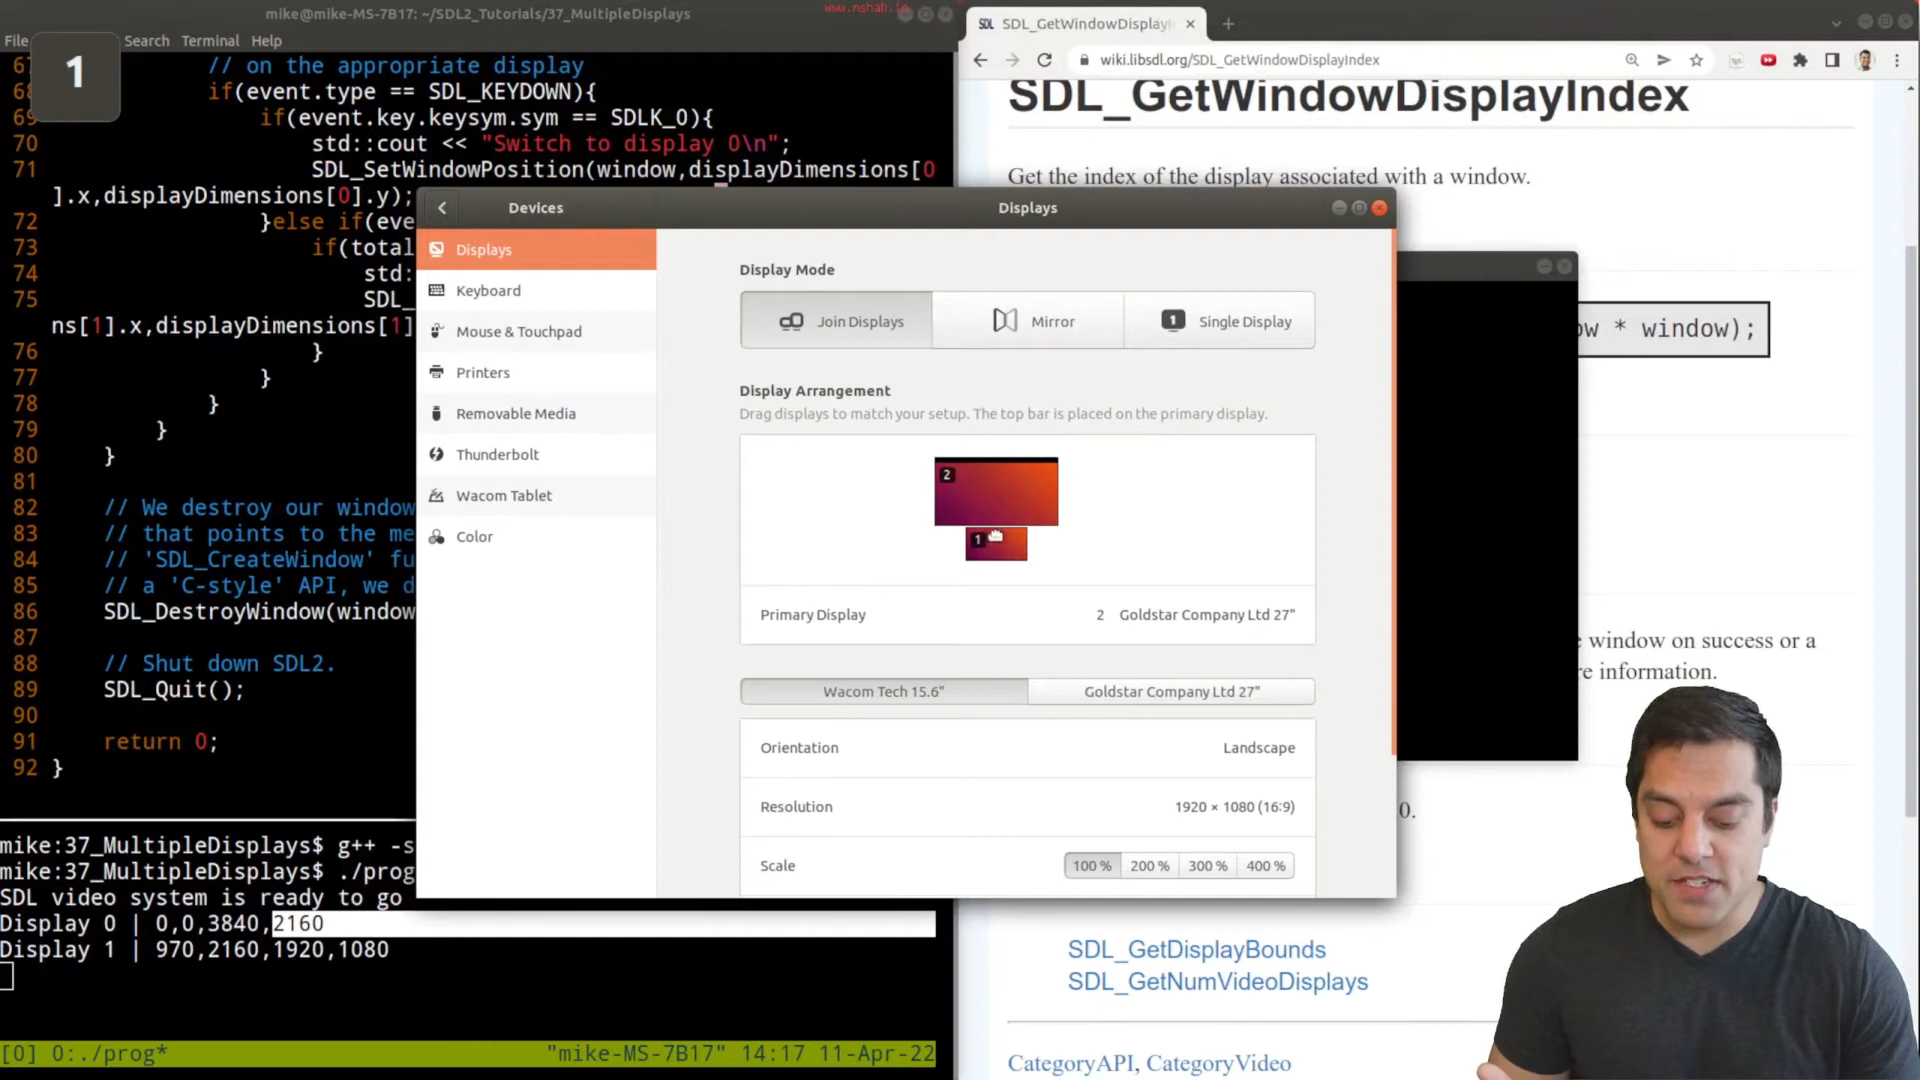 mike@mike-MS-7B17: ~/SDL2_Tutorials/37_MultipleDisplays
File
Search Terminal Help
1
67 // on the appropriate display
68 if(event.type == SDL_KEYDOWN){
69 if(event.key.keysym.sym == SDLK_0){
70 std::cout << "Switch to display 0\n";
71 SDL_SetWindowPosition(window,displayDimensions[0
].x,displayDimensions[0].y);
72 }else if(eve
73 if(total
74 std:
75 SDL_
ns[1].x,displayDimensions[1]
76 }
77 }
78 }
79 }
80 }
81
82 // We destroy our window
83 // that points to the me
84 // 'SDL_CreateWindow' fu
85 // a 'C-style' API, we d
86 SDL_DestroyWindow(window
87
88 // Shut down SDL2.
89 SDL_Quit();
90
91 return 0;
92 }
mike:37_MultipleDisplays$ g++ -s
mike:37_MultipleDisplays$ ./prog
SDL video system is ready to go
Display 0 | 0,0,3840,2160
Display 1 | 970,2160,1920,1080
[0] 0:./prog* "mike-MS-7B17" 14:17 11-Apr-22
Devices
Displays
Displays
Keyboard
Mouse & Touchpad
Printers
Removable Media
Thunderbolt
Wacom Tablet
Color
Display Mode
Join Displays
Mirror
1 Single Display
Display Arrangement
Drag displays to match your setup. The top bar is placed on the primary display.
2
1
Primary Display 2 Goldstar Company Ltd 27"
Wacom Tech 15.6" Goldstar Company Ltd 27"
Orientation Landscape
Resolution 1920 × 1080 (16:9)
Scale 100 % 200 % 300 % 400 %
SDL SDL_GetWindowDisplayI
wiki.libsdl.org/SDL_GetWindowDisplayIndex
SDL_GetWindowDisplayIndex
Get the index of the display associated with a window.
ow * window);
e window on success or a
re information.
0.
SDL_GetDisplayBounds
SDL_GetNumVideoDisplays
CategoryAPI, CategoryVideo